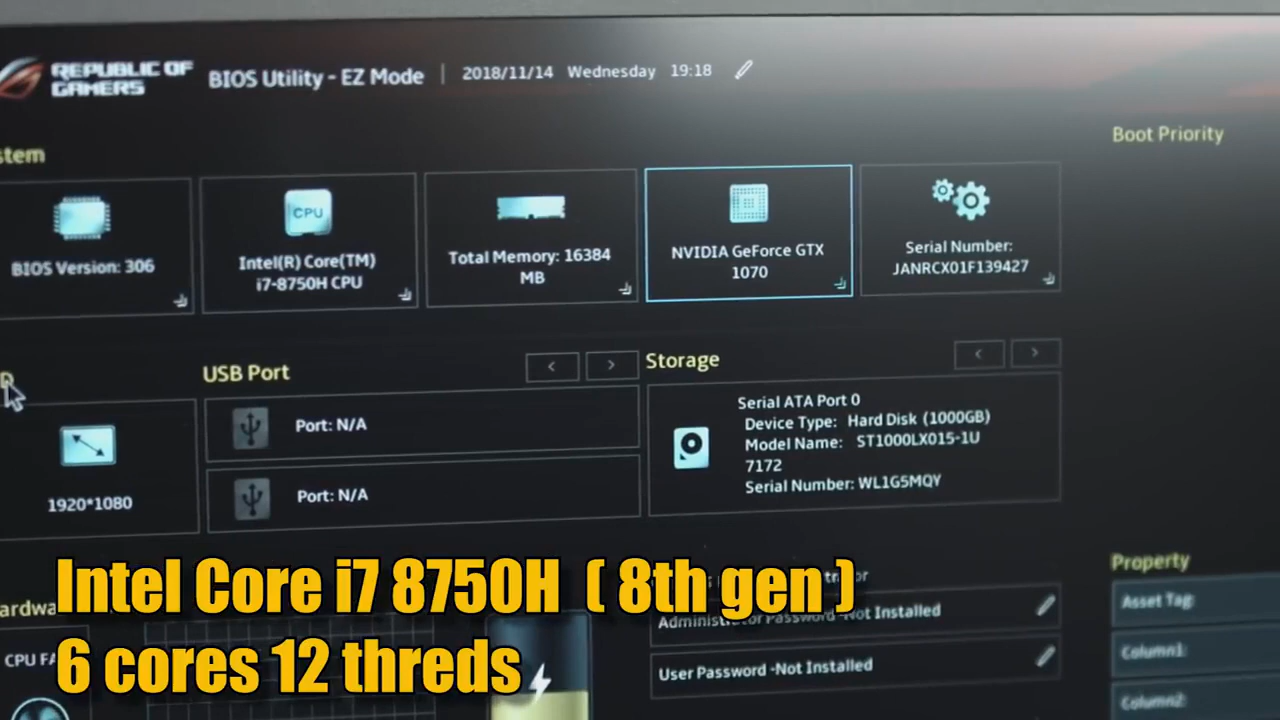 REPUBLIC OF
GAMERS
BIOS Utility - EZ Mode
2018/11/14 Wednesday 19:18
Boot Priority
stem
BIOS Version: 306
Intel(R) Core(TM)
i7-8750H CPU
Total Memory: 16384
MB
NVIDIA GeForce GTX
1070
Serial Number:
JANRCX01F139427
USB Port
Storage
1920*1080
Port: N/A
Port: N/A
Serial ATA Port 0
Device Type: Hard Disk (1000GB)
Model Name: ST1000LX015-1U
7172
Serial Number: WL1G5MQY
Intel Core i7 8750H ( 8th gen )
6 cores 12 threds
Administrator Password -Not Installed
User Password -Not Installed
Property
Asset Tag:
Column1:
Column2:
CPU FA